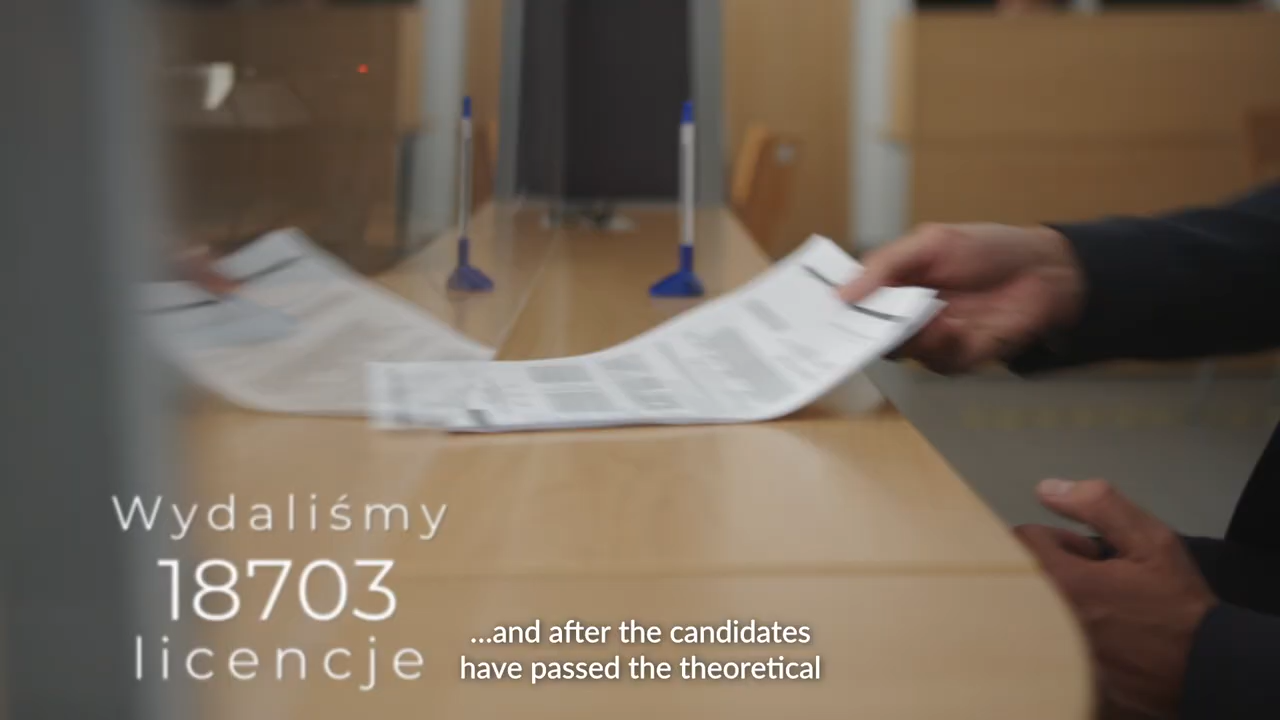 Wydaliśmy
18703
licencje
...and after the candidates
have passed the theoretical